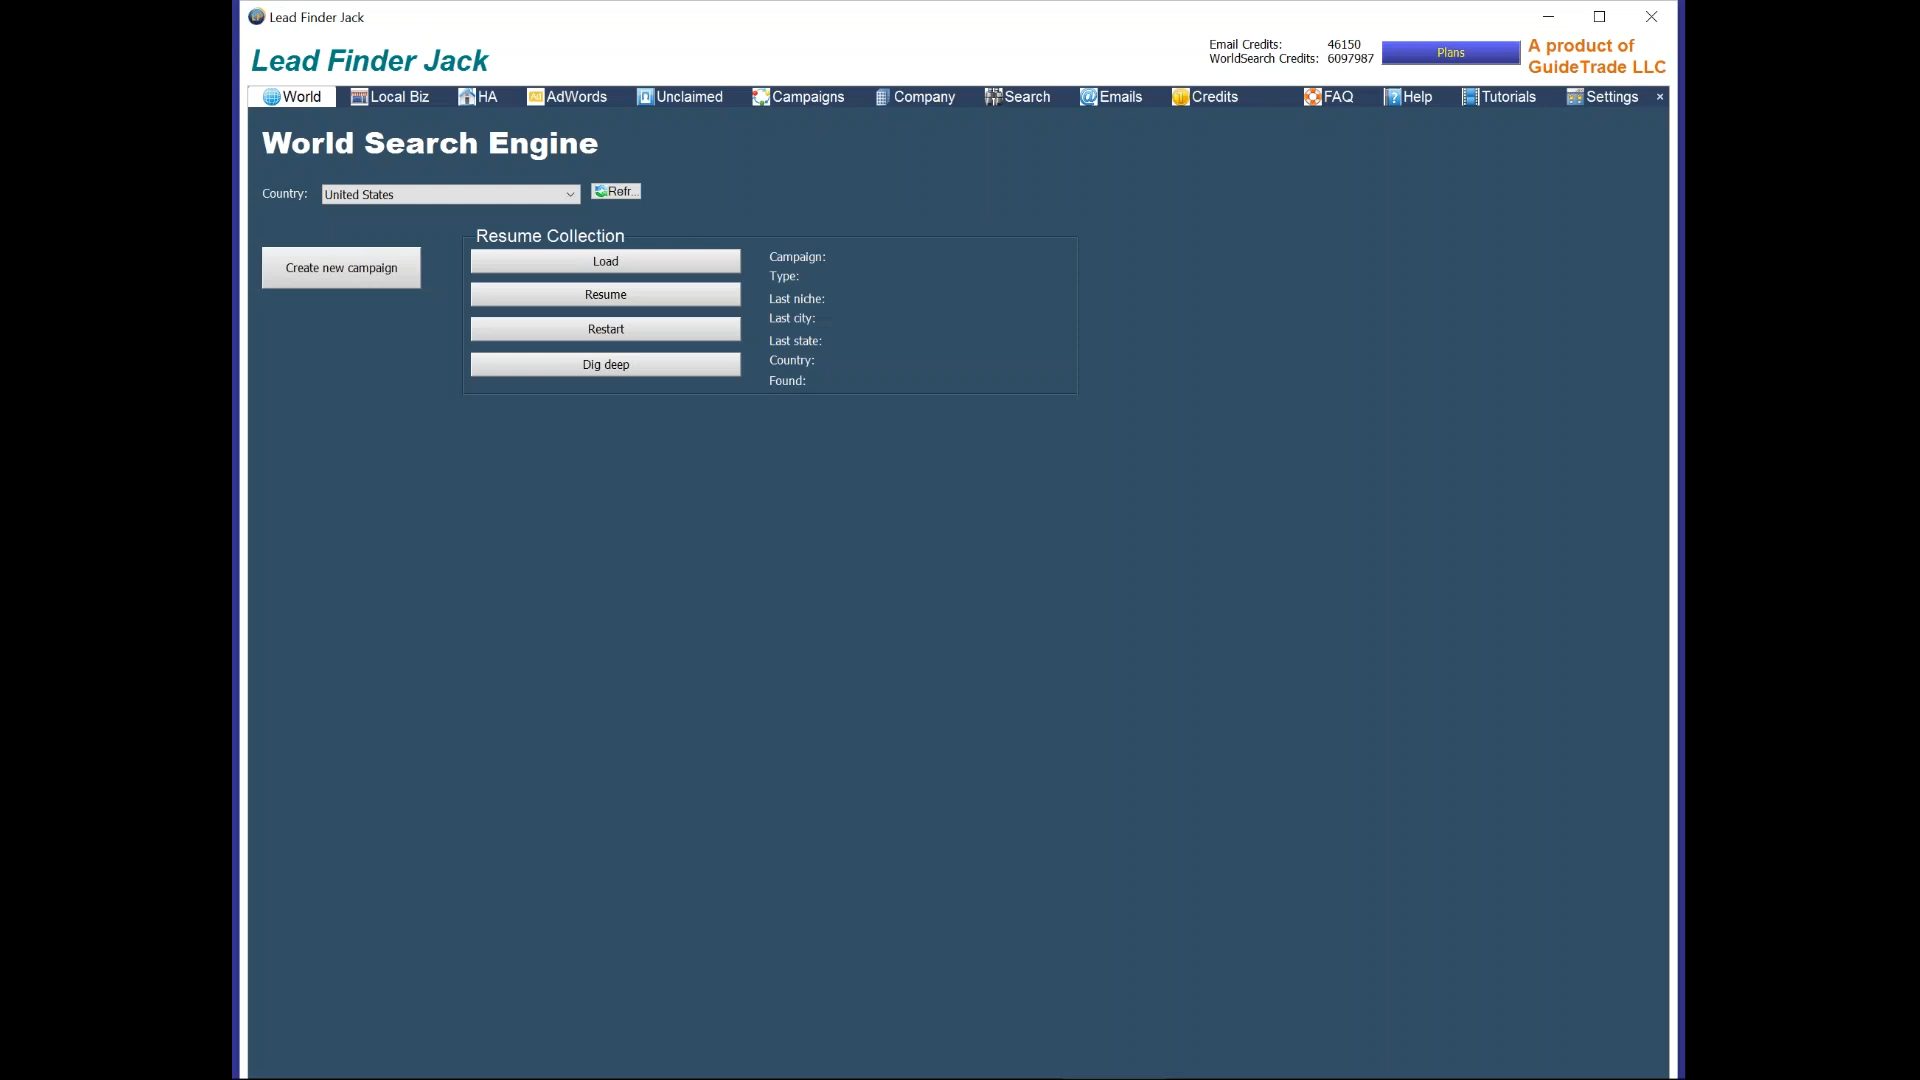 Lead Finder Jack
Lead Finder Jack
Email Credits: 46150
WorldSearch Credits: 6097987
Plans
A product of
GuideTrade LLC
World Local Biz HA AdWords Unclaimed Campaigns Company Search Emails Credits FAQ Help Tutorials Settings ×
World Search Engine
Country: United States Refr...
Resume Collection
Create new campaign
Load
Resume
Restart
Dig deep
Campaign:
Type:
Last niche:
Last city:
Last state:
Country:
Found: